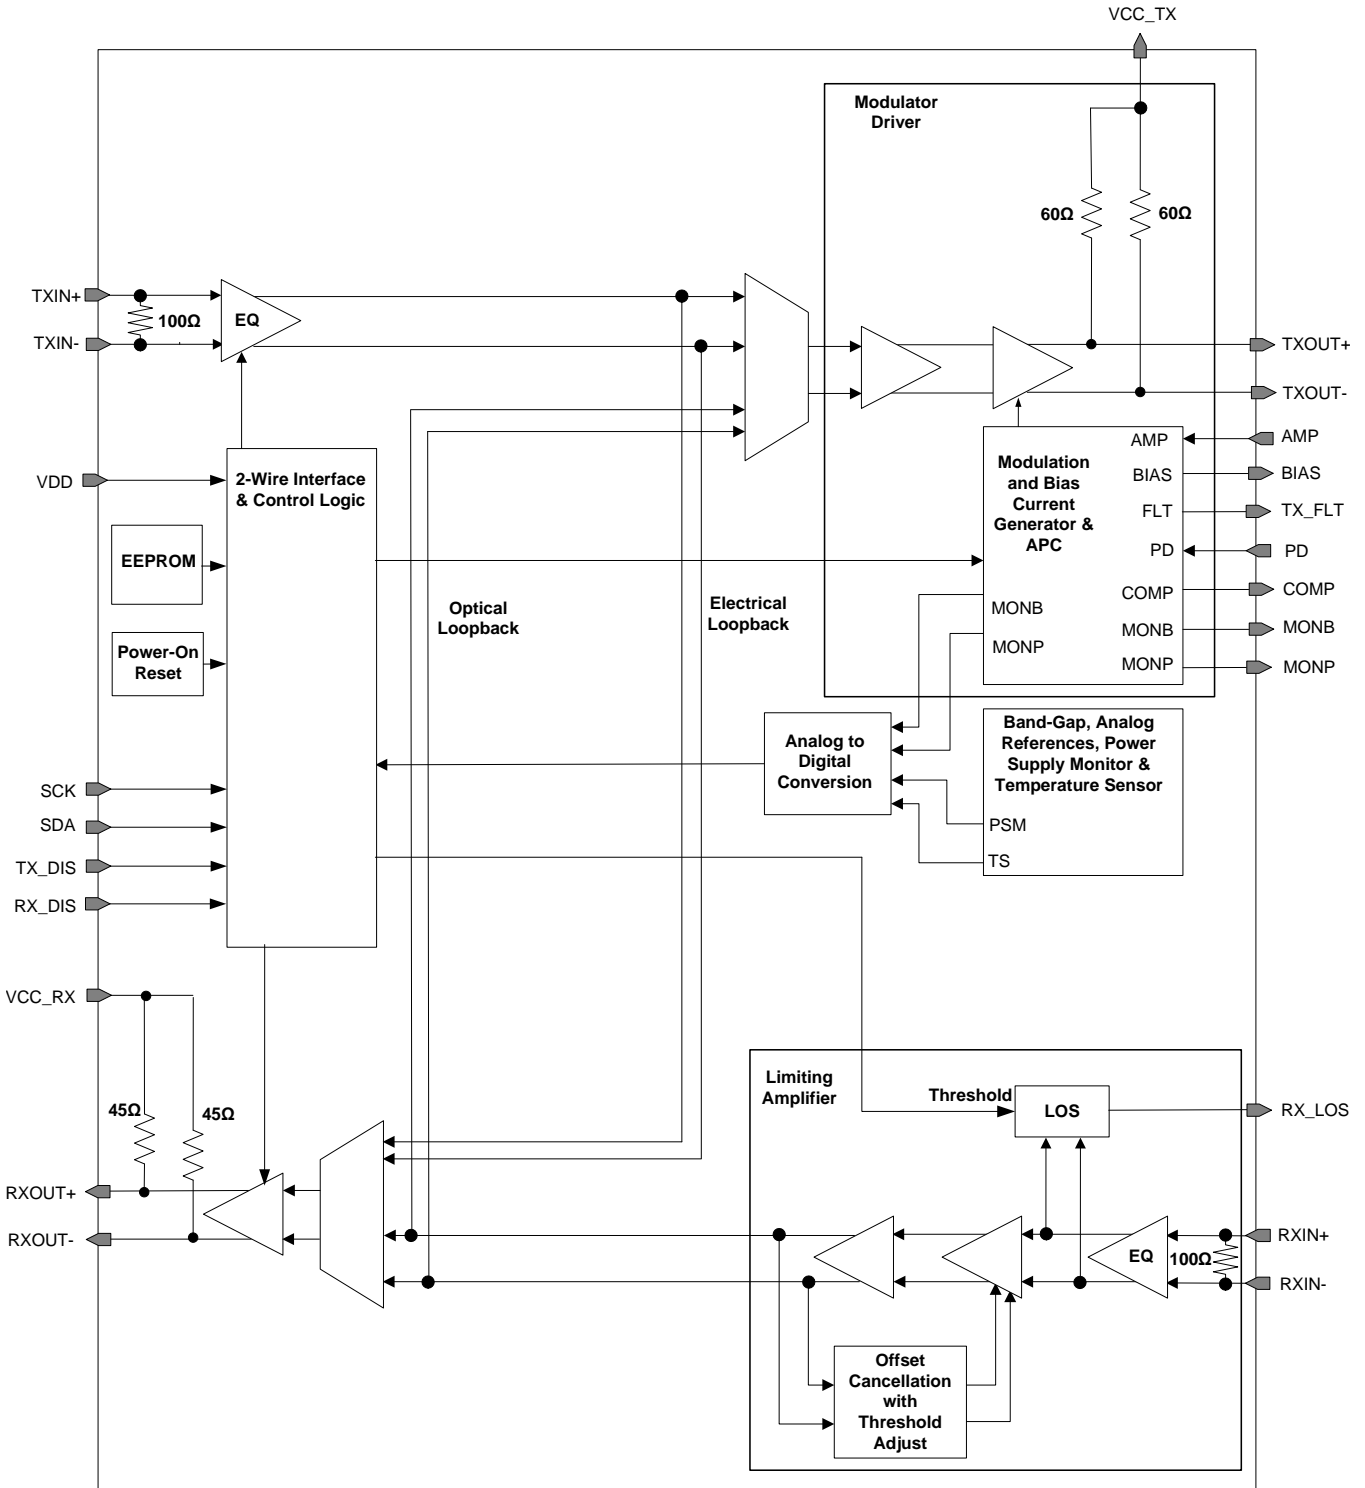 VCC_TX
Modulator
Driver
60Ω
60Ω
TXIN+
100Ω
TXIN-
EQ
TXOUT+
TXOUT-
AMP
AMP
BIAS
BIAS
FLT
TX_FLT
PD
PD
COMP
COMP
MONB
MONB
MONP
MONP
Modulation
and Bias
Current
Generator &
APC
MONB
MONP
VDD
2-Wire Interface
& Control Logic
EEPROM
Power-On
Reset
Optical
Loopback
Electrical
Loopback
Analog to
Digital
Conversion
Band-Gap, Analog
References, Power
Supply Monitor &
Temperature Sensor
PSM
TS
SCK
SDA
TX_DIS
RX_DIS
VCC_RX
45Ω
45Ω
RXOUT+
RXOUT-
Limiting
Amplifier
Threshold
LOS
RX_LOS
EQ
100Ω
RXIN+
RXIN-
Offset
Cancellation
with
Threshold
Adjust